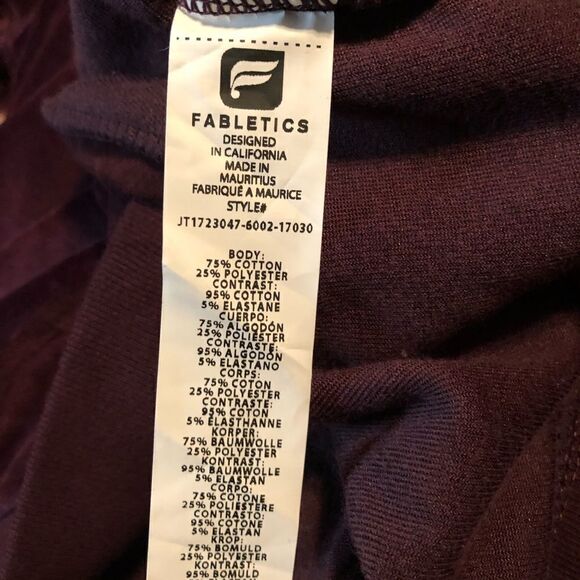 FABLETICS
DESIGNED
IN CALIFORNIA
MADE IN
MAURITIUS
FABRIQUÉ A MAURICE
STYLE#
JT1723047-6002-17030
BODY:
75% COTTON
25% POLYESTER
CONTRAST:
95% COTTON
5% ELASTANE
CUERPO:
75% ALGODÓN
25% POLIÉSTER
CONTRASTE:
95% ALGODÓN
5% ELASTANO
CORPS:
75% COTON
25% POLYESTER
CONTRASTE:
95% COTON
5% ÉLASTHANNE
KORPER:
75% BAUMWOLLE
25% POLYESTER
KONTRAST:
95% BAUMWOLLE
5% ELASTAN
CORPO:
75% COTONE
25% POLIESTERE
CONTRASTO:
95% COTONE
5% ELASTAN
KROP:
75% BOMULD
25% POLYESTER
KONTRAST:
95% BOMULD